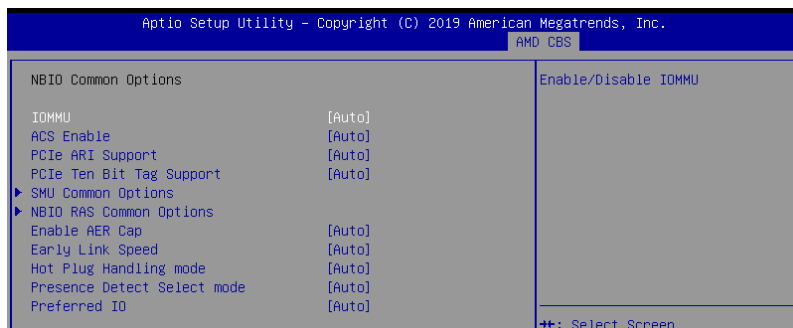 Aptio Setup Utility – Copyright (C) 2019 American Megatrends, Inc.
AMD CBS
NBIO Common Options
Enable/Disable IOMMU
IOMMU [Auto]
ACS Enable [Auto]
PCIe ARI Support [Auto]
PCIe Ten Bit Tag Support [Auto]
SMU Common Options
NBIO RAS Common Options
Enable AER Cap [Auto]
Early Link Speed [Auto]
Hot Plug Handling mode [Auto]
Presence Detect Select mode [Auto]
Preferred IO [Auto]
: Select Screen